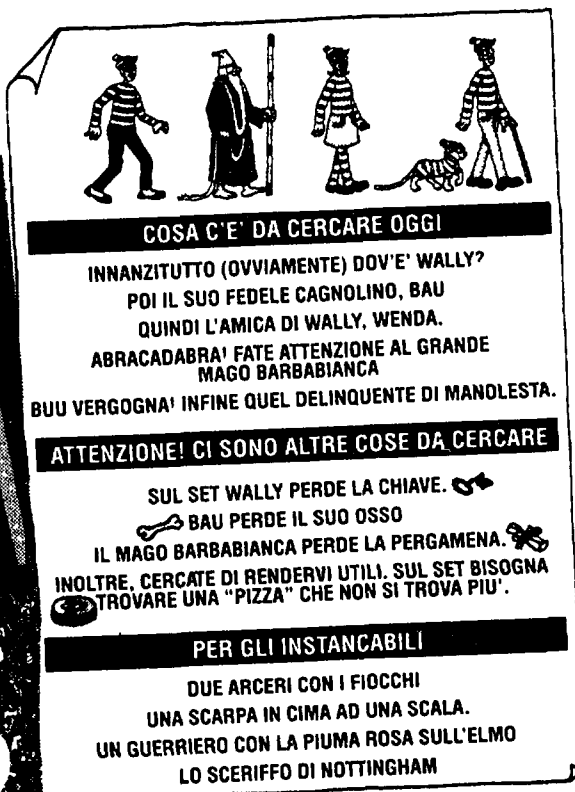 COSA C'E' DA CERCARE OGGI
INNANZITUTTO (OVVIAMENTE) DOV'E' WALLY?
POI IL SUO FEDELE CAGNOLINO, BAU
QUINDI L'AMICA DI WALLY, WENDA.
ABRACADABRA! FATE ATTENZIONE AL GRANDE
MAGO BARBABIANCA
BUU VERGOGNA! INFINE QUEL DELINQUENTE DI MANOLESTA.
ATTENZIONE! CI SONO ALTRE COSE DA CERCARE
SUL SET WALLY PERDE LA CHIAVE.
BAU PERDE IL SUO OSSO
IL MAGO BARBABIANCA PERDE LA PERGAMENA.
INOLTRE, CERCATE DI RENDERVI UTILI. SUL SET BISOGNA
TROVARE UNA "PIZZA" CHE NON SI TROVA PIU'.
PER GLI INSTANCABILI
DUE ARCERI CON I FIOCCHI
UNA SCARPA IN CIMA AD UNA SCALA.
UN GUERRIERO CON LA PIUMA ROSA SULL'ELMO
LO SCERIFFO DI NOTTINGHAM